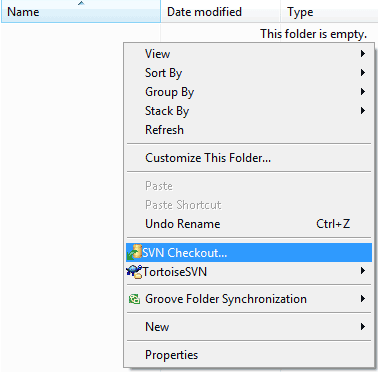 Name Date modified Type
This folder is empty.
View
Sort By
Group By
Stack By
Refresh
Customize This Folder...
Paste
Paste Shortcut
Undo Rename Ctrl+Z
SVN Checkout...
TortoiseSVN
Groove Folder Synchronization
New
Properties